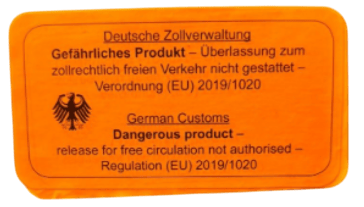 Deutsche Zollverwaltung
Gefährliches Produkt – Überlassung zum
zollrechtlich freien Verkehr nicht gestattet –
Verordnung (EU) 2019/1020
German Customs
Dangerous product –
release for free circulation not authorised –
Regulation (EU) 2019/1020